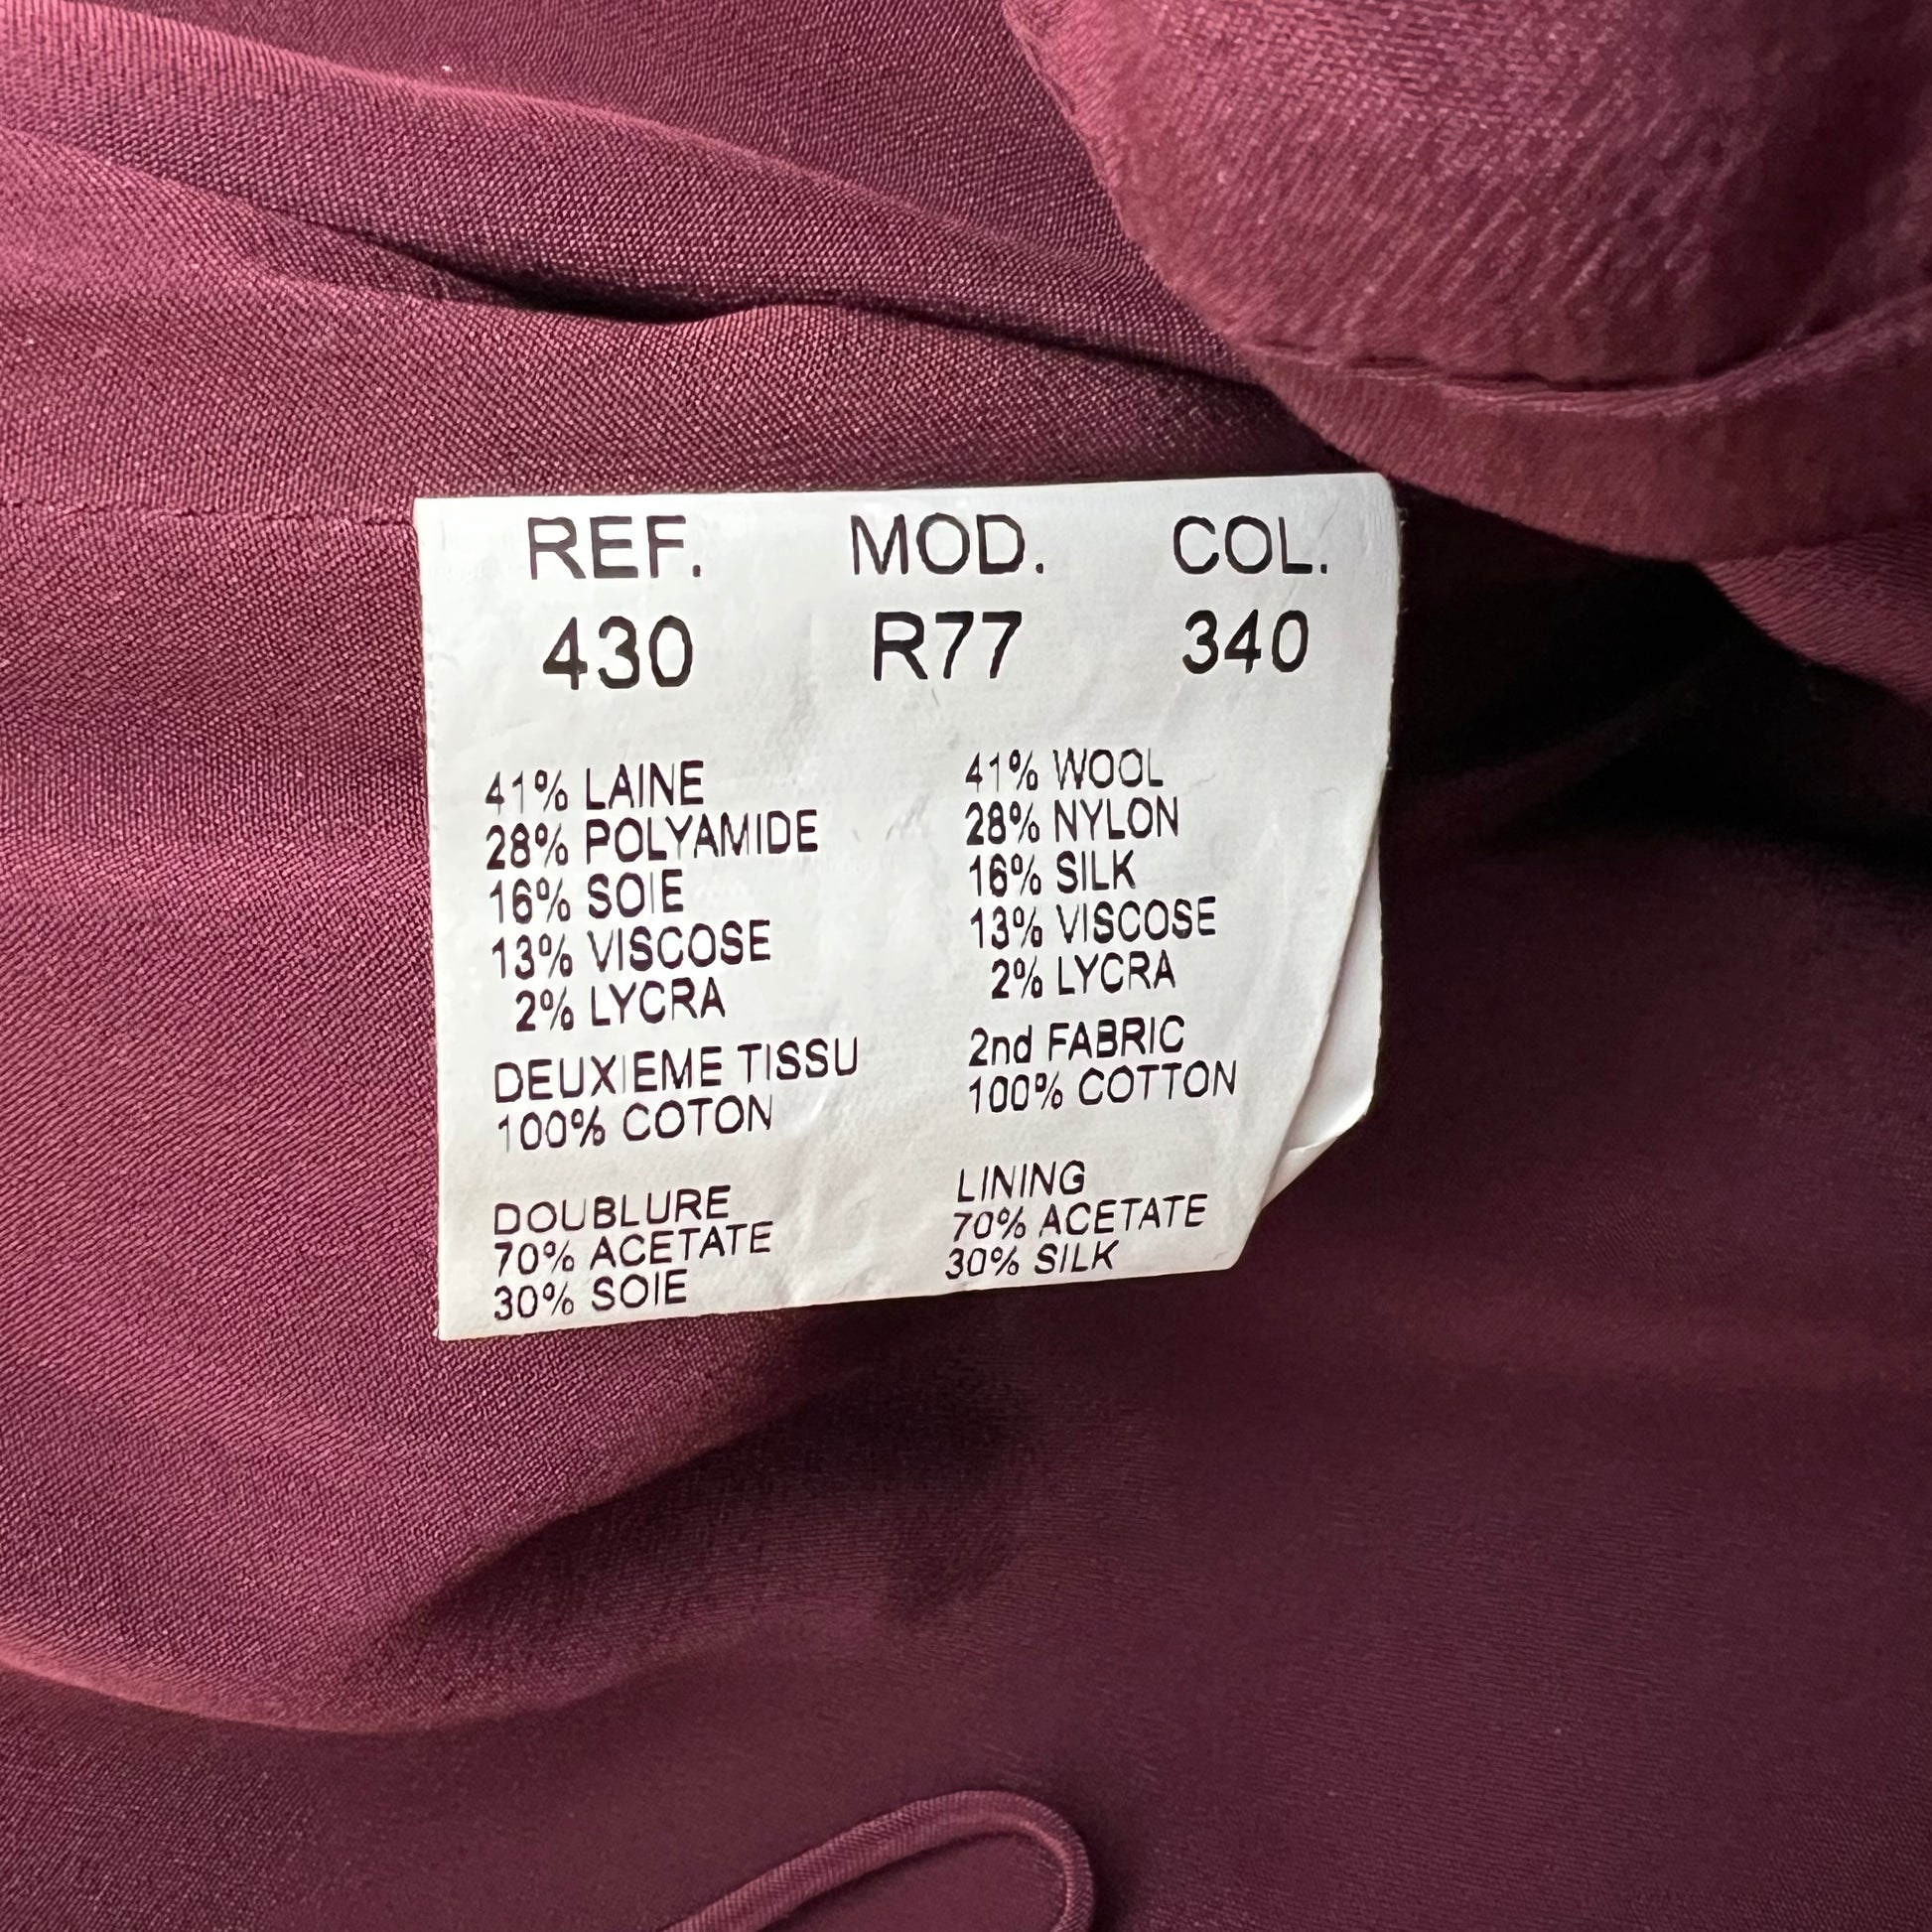 REF. MOD. COL.
430 R77 340
41% LAINE
28% POLYAMIDE
16% SOIE
13% VISCOSE
2% LYCRA
DEUXIEME TISSU
100% COTON
DOUBLURE
70% ACETATE
30% SOIE
41% WOOL
28% NYLON
16% SILK
13% VISCOSE
2% LYCRA
2nd FABRIC
100% COTTON
LINING
70% ACETATE
30% SILK